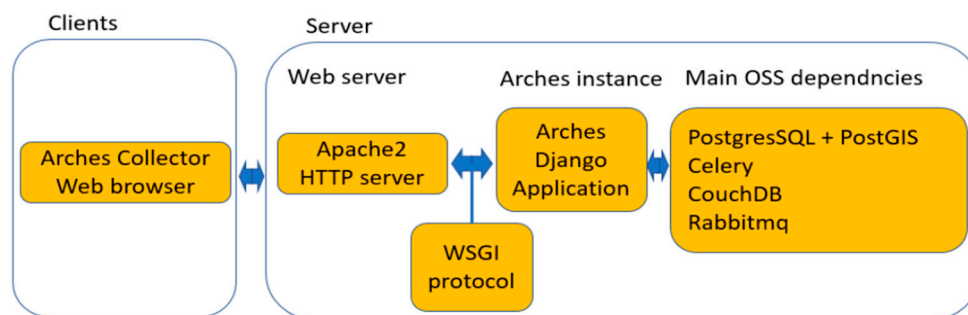 Clients
Server
Web server
Arches instance
Main OSS dependncies
Arches Collector
Web browser
Apache2
HTTP server
Arches
Django
Application
PostgresSQL + PostGIS
Celery
CouchDB
Rabbitmq
WSGI
protocol